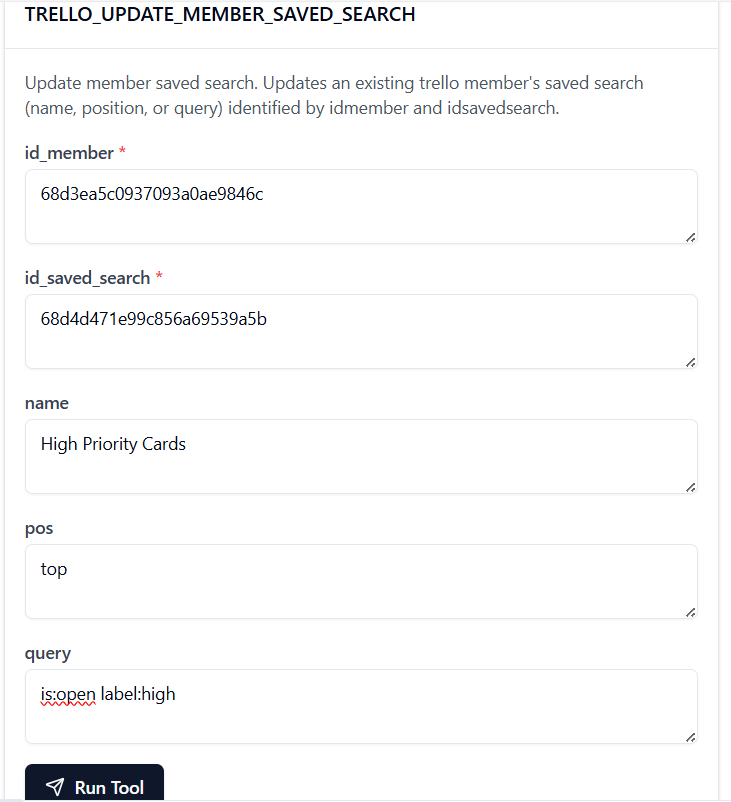 TRELLO_UPDATE_MEMBER_SAVED_SEARCH
Update member saved search. Updates an existing trello member's saved search
(name, position, or query) identified by idmember and idsavedsearch.
id_member *
68d3ea5c0937093a0ae9846c
id_saved_search *
68d4d471e99c856a69539a5b
name
High Priority Cards
pos
top
query
is:open label:high
Run Tool